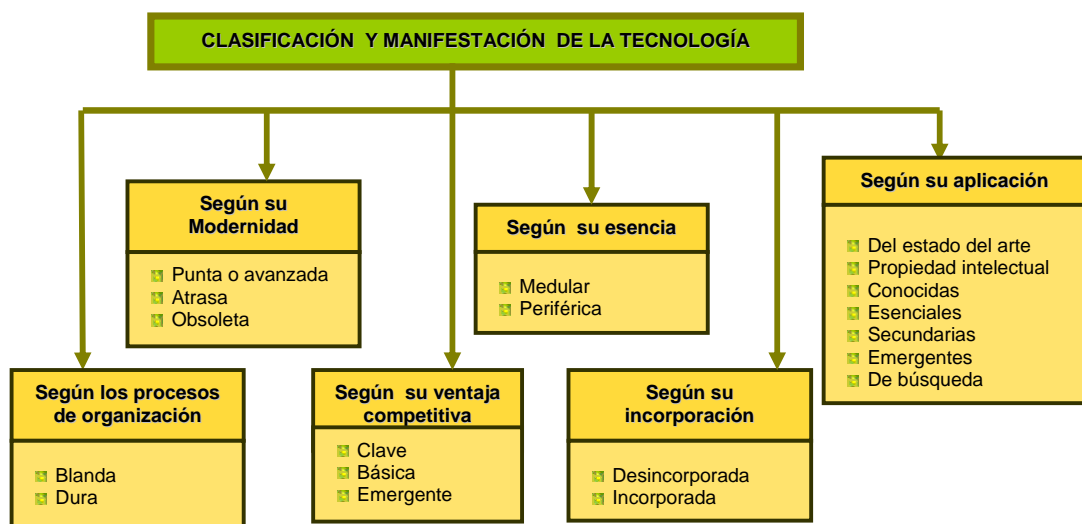 CLASIFICACIÓN Y MANIFESTACIÓN DE LA TECNOLOGÍA
Según su
Modernidad
Punta o avanzada
Atrasa
Obsoleta
Según su esencia
Medular
Periférica
Según su aplicación
Del estado del arte
Propiedad intelectual
Conocidas
Esenciales
Secundarias
Emergentes
De búsqueda
Según los procesos
de organización
Blanda
Dura
Según su ventaja
competitiva
Clave
Básica
Emergente
Según su
incorporación
Desincorporada
Incorporada